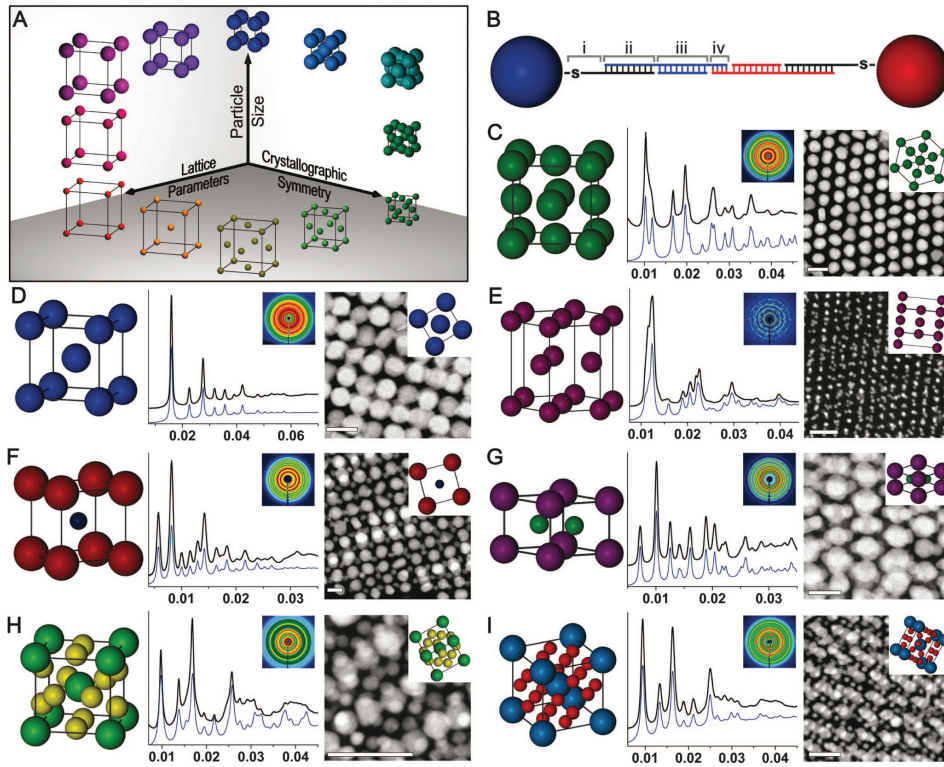 A
Particle
Size
Lattice
Parameters
Crystallographic
Symmetry
B
i
ii
iii
iv
S
S
C
0.01 0.02 0.03 0.04
D
0.02 0.04 0.06
E
0.01 0.02 0.03 0.04
F
0.01 0.02 0.03
G
0.01 0.02 0.03
H
0.01 0.02 0.03 0.04
I
0.01 0.02 0.03 0.04